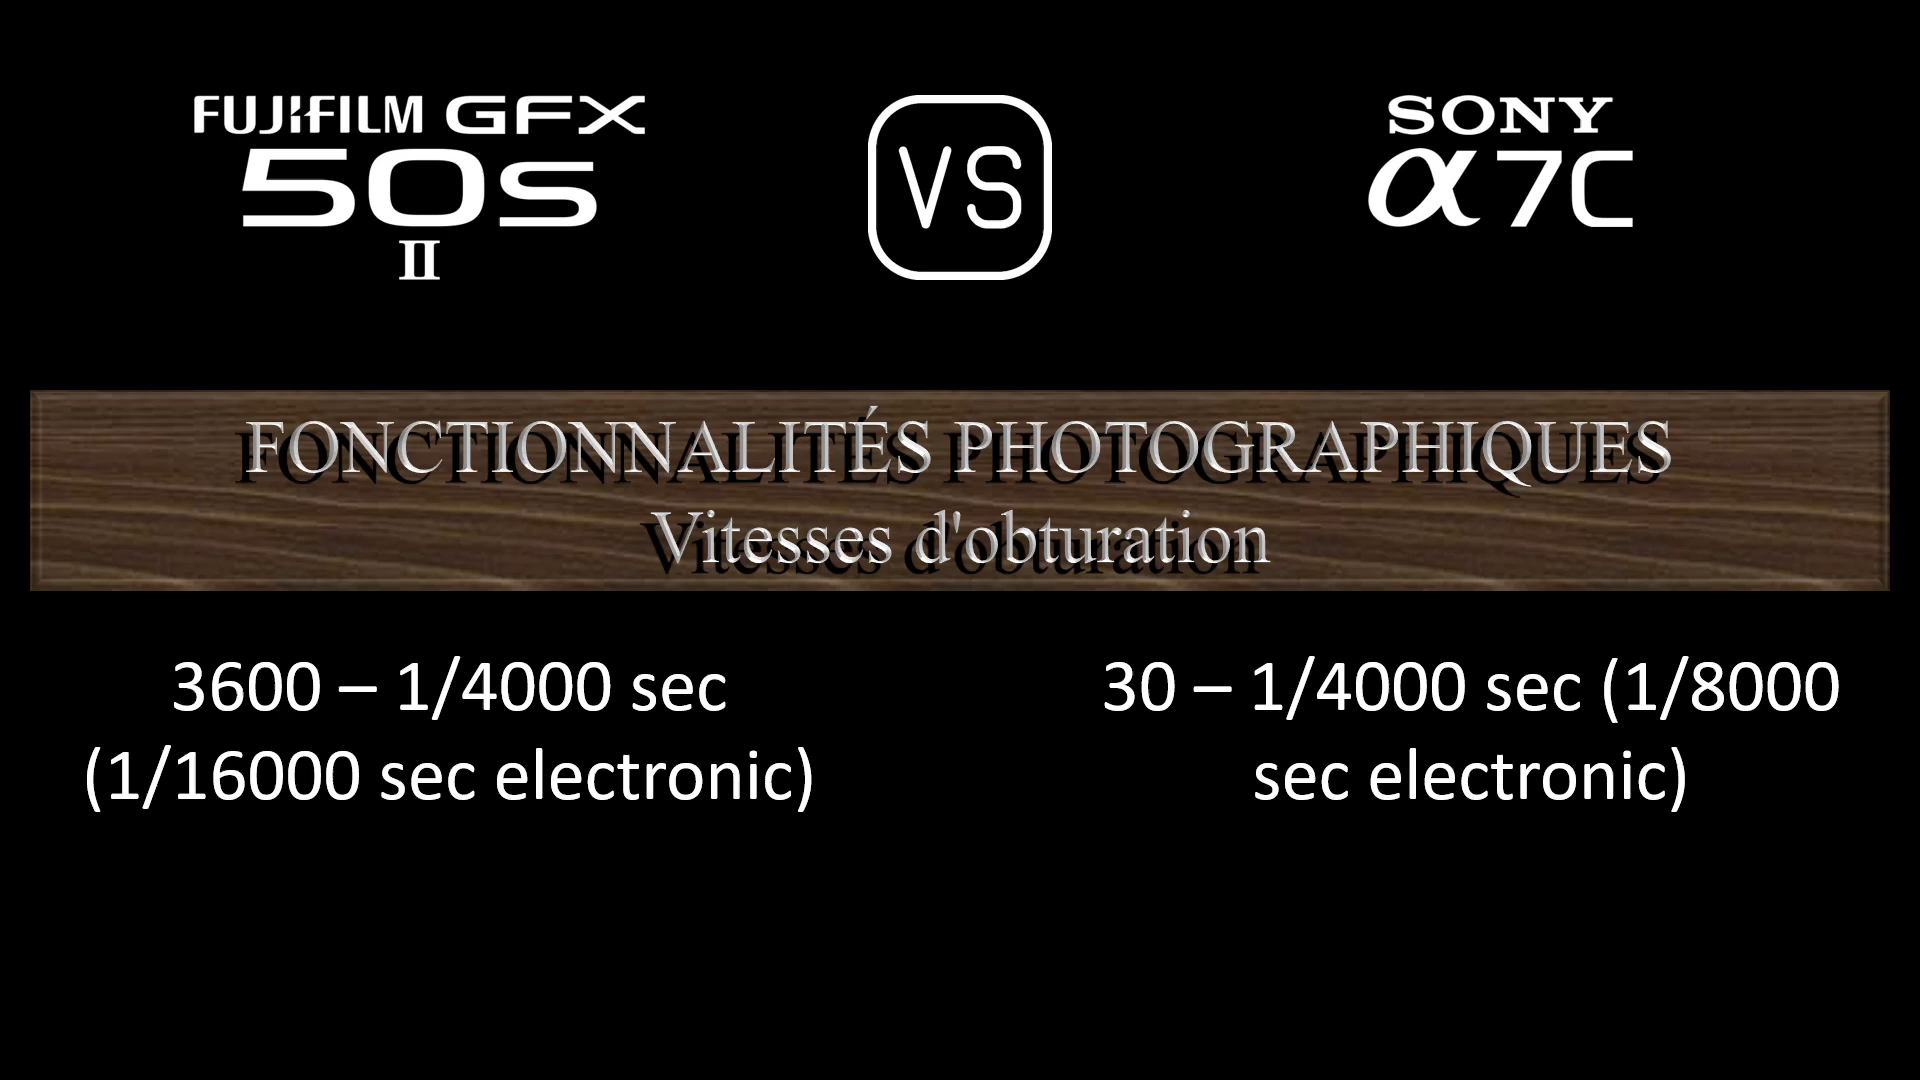 FUJIFILM GFX
50S
II
VS
SONY
α7C
FONCTIONNALITÉS PHOTOGRAPHIQUES
Vitesses d'obturation
3600 – 1/4000 sec
(1/16000 sec electronic)
30 – 1/4000 sec (1/8000
sec electronic)